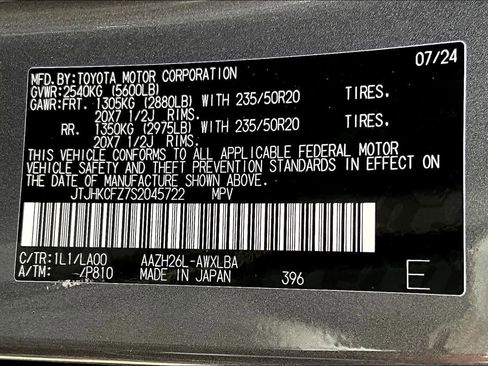 07/24
MFD.BY:TOYOTA MOTOR CORPORATION
GVWR:2540KG (5600LB)
GAWR:FRT. 1305KG (2880LB) WITH 235/50R20 TIRES.
20X7 1/2J RIMS.
RR. 1350KG (2975LB) WITH 235/50R20 TIRES.
20X7 1/2J RIMS.
THIS VEHICLE CONFORMS TO ALL APPLICABLE FEDERAL MOTOR
VEHICLE SAFETY AND THEFT PREVENTION STANDARDS IN EFFECT ON
THE DATE OF MANUFACTURE SHOWN ABOVE.
JTJHKCFZ7S2045722 MPV
C/TR:1L1/LA00 AAZH26L-AWXLBA
A/TM: -/P810 MADE IN JAPAN 396
E